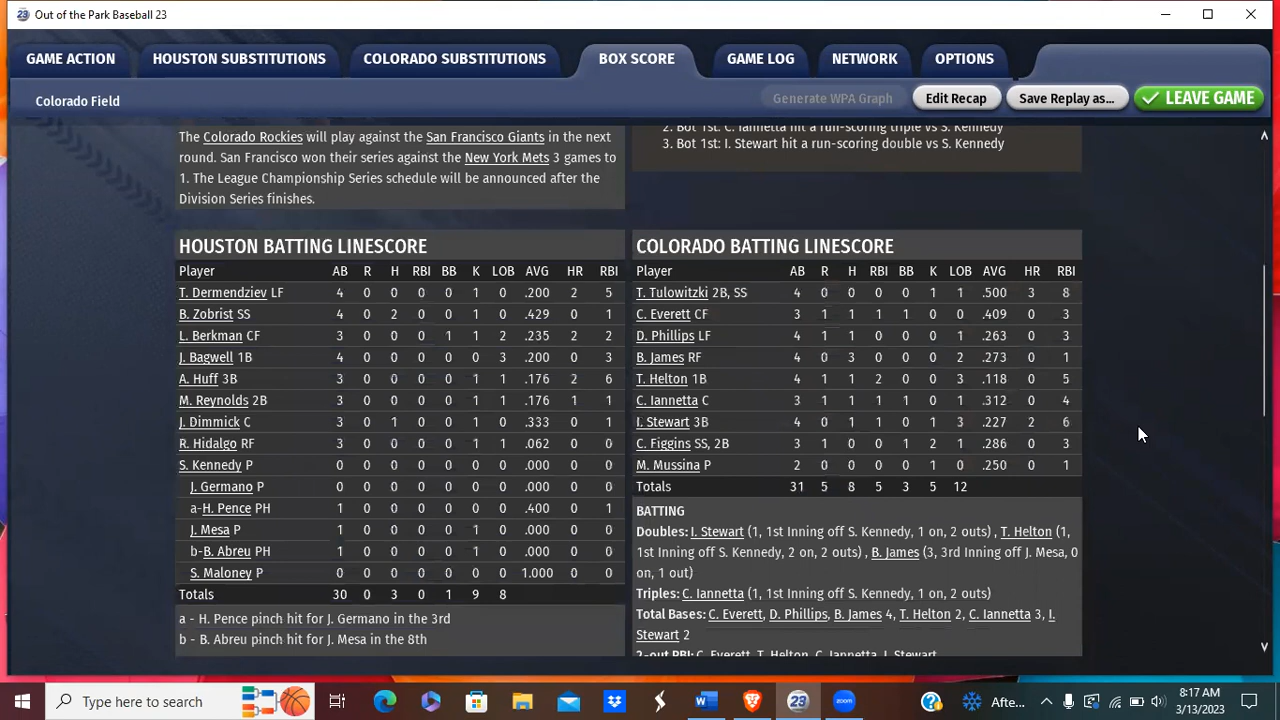 Out of the Park Baseball 23
GAME ACTION HOUSTON SUBSTITUTIONS COLORADO SUBSTITUTIONS BOX SCORE GAME LOG NETWORK OPTIONS
Colorado Field Generate WPA Graph Edit Recap Save Replay as... LEAVE GAME
The Colorado Rockies will play against the San Francisco Giants in the next
round. San Francisco won their series against the New York Mets 3 games to
1. The League Championship Series schedule will be announced after the
Division Series finishes.
2. Bot 1st: C. Iannetta hit a run-scoring triple vs S. Kennedy
3. Bot 1st: I. Stewart hit a run-scoring double vs S. Kennedy
HOUSTON BATTING LINESCORE
Player AB R H RBI BB K LOB AVG HR RBI
T. Dermendziev LF 4 0 0 0 0 1 0 .200 2 5
B. Zobrist SS 4 0 2 0 0 1 0 .429 0 1
L. Berkman CF 3 0 0 0 1 1 2 .235 2 2
J. Bagwell 1B 4 0 0 0 0 0 3 .200 0 3
A. Huff 3B 3 0 0 0 0 1 1 .176 2 6
M. Reynolds 2B 3 0 0 0 0 1 1 .176 1 1
J. Dimmick C 3 0 1 0 0 1 0 .333 0 1
R. Hidalgo RF 3 0 0 0 0 1 1 .062 0 0
S. Kennedy P 0 0 0 0 0 0 0 .000 0 0
J. Germano P 0 0 0 0 0 0 0 .000 0 0
a-H. Pence PH 1 0 0 0 0 0 0 .400 0 1
J. Mesa P 1 0 0 0 0 1 0 .000 0 0
b-B. Abreu PH 1 0 0 0 0 1 0 .000 0 0
S. Maloney P 0 0 0 0 0 0 0 1.000 0 0
Totals 30 0 3 0 1 9 8
a - H. Pence pinch hit for J. Germano in the 3rd
b - B. Abreu pinch hit for J. Mesa in the 8th
COLORADO BATTING LINESCORE
Player AB R H RBI BB K LOB AVG HR RBI
T. Tulowitzki 2B, SS 4 0 0 0 0 1 1 .500 3 8
C. Everett CF 3 1 1 1 1 0 0 .409 0 3
D. Phillips LF 4 1 1 0 0 0 1 .263 0 3
B. James RF 4 0 3 0 0 0 2 .273 0 1
T. Helton 1B 4 1 1 2 0 0 3 .118 0 5
C. Iannetta C 3 1 1 1 1 0 1 .312 0 4
I. Stewart 3B 4 0 1 1 0 1 3 .227 2 6
C. Figgins SS, 2B 3 1 0 0 1 2 1 .286 0 3
M. Mussina P 2 0 0 0 0 1 0 .250 0 1
Totals 31 5 8 5 3 5 12
BATTING
Doubles: I. Stewart (1, 1st Inning off S. Kennedy, 1 on, 2 outs) , T. Helton (1,
1st Inning off S. Kennedy, 2 on, 2 outs) , B. James (3, 3rd Inning off J. Mesa, 0
on, 1 out)
Triples: C. Iannetta (1, 1st Inning off S. Kennedy, 1 on, 2 outs)
Total Bases: C. Everett, D. Phillips, B. James 4, T. Helton 2, C. Iannetta 3, I.
Stewart 2
2-out RBI: C. Everett, T. Helton, C. Iannetta, I. Stewart
Type here to search
zoom
23
Afte...
8:17 AM
3/13/2023